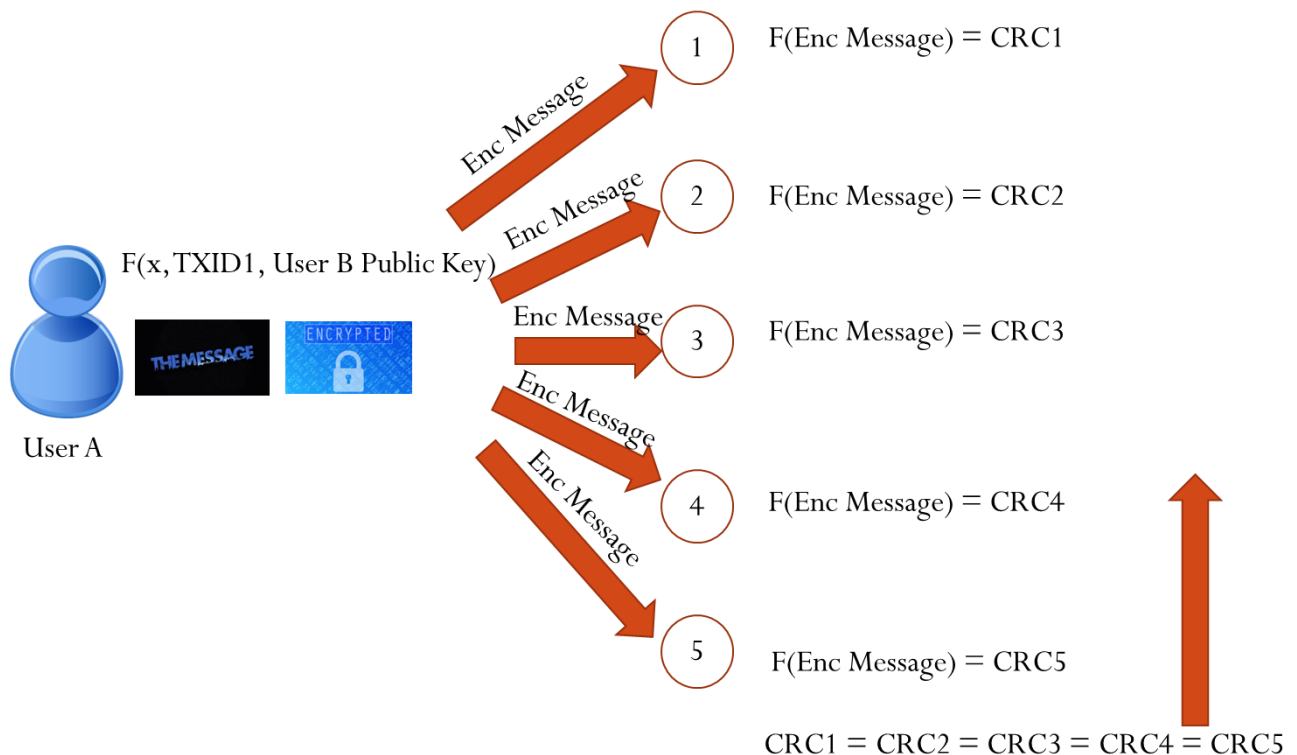 1
F(Enc Message) = CRC1
Enc Message
2
F(Enc Message) = CRC2
Enc Message
F(x,TXID1, User B Public Key)
THE MESSAGE
ENCRYPTED
Enc Message
3
F(Enc Message) = CRC3
Enc Message
User A
4
F(Enc Message) = CRC4
Enc Message
5
F(Enc Message) = CRC5
CRC1 = CRC2 = CRC3 = CRC4 = CRC5